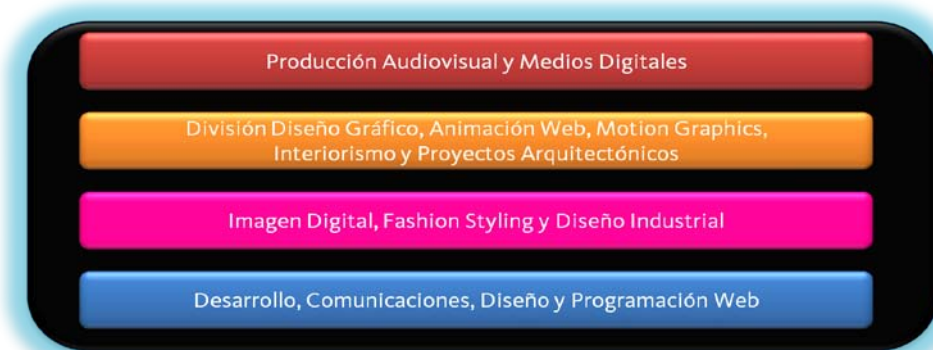 Producción Audiovisual y Medios Digitales
División Diseño Gráfico, Animación Web, Motion Graphics,
Interiorismo y Proyectos Arquitectónicos
Imagen Digital, Fashion Styling y Diseño Industrial
Desarrollo, Comunicaciones, Diseño y Programación Web